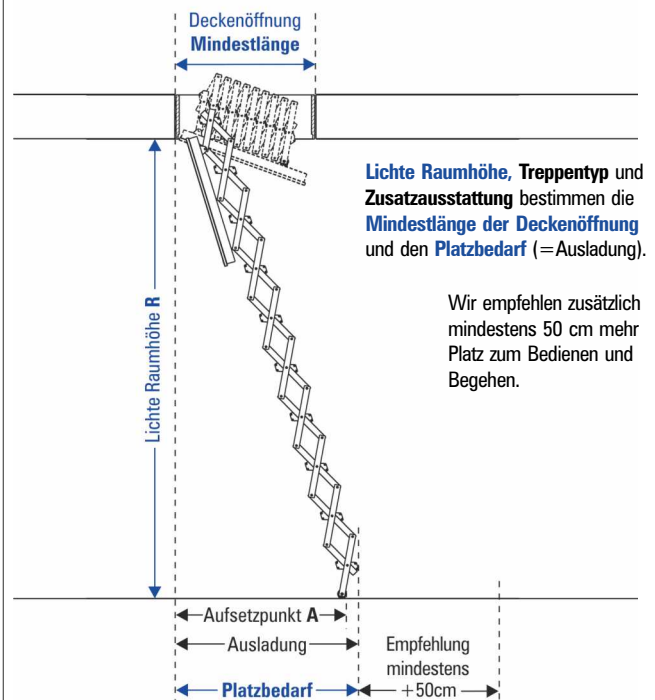 Deckenöffnung
Mindestlänge
Lichte Raumhöhe, Treppentyp und
Zusatzausstattung bestimmen die
Mindestlänge der Deckenöffnung
und den Platzbedarf (=Ausladung).
Wir empfehlen zusätzlich
mindestens 50 cm mehr
Platz zum Bedienen und
Begehen.
Lichte Raumhöhe R
Aufsetzpunkt A
Ausladung
Platzbedarf
Empfehlung
mindestens
+50cm